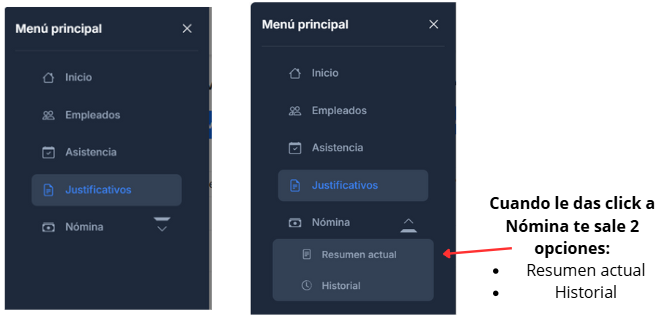 Menú principal
Inicio
Empleados
Asistencia
Justificativos
Nómina
Menú principal
Inicio
Empleados
Asistencia
Justificativos
Nómina
Resumen actual
Historial
Cuando le das click a
Nómina te sale 2
opciones:
• Resumen actual
• Historial